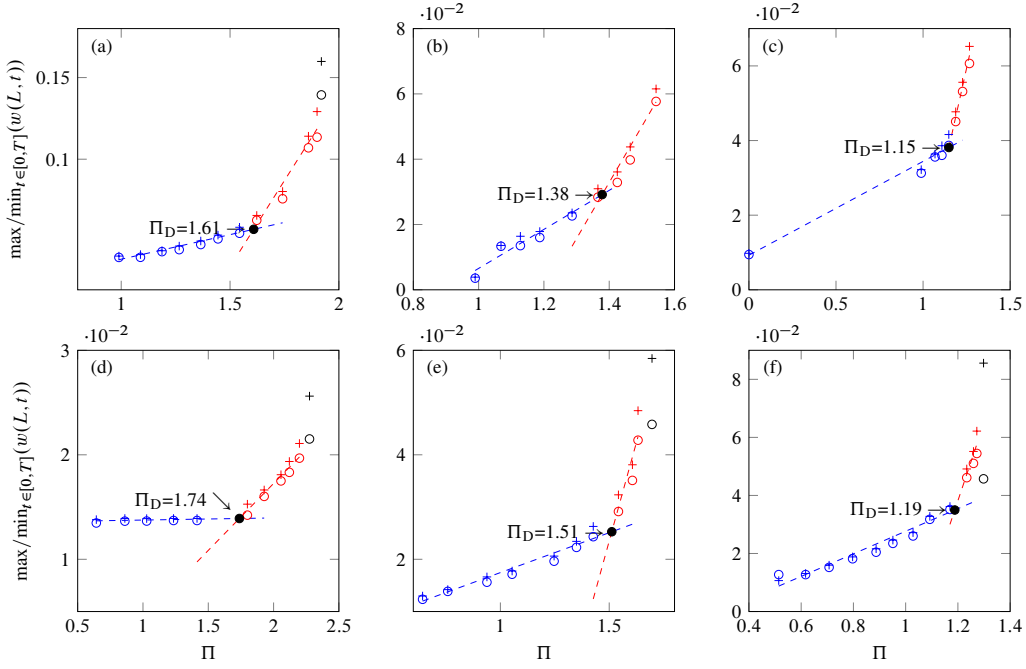 ·10⁻² ·10⁻²
(a) (b) (c)
max/min_{t∈[0,T]}(w(L, t))
0.15
0.1
8
6
4
2
0
6
4
2
0
Π_D=1.61
Π_D=1.38
Π_D=1.15
1 1.5 2
1 1.2 1.4 1.6
0 0.5 1 1.5
·10⁻² ·10⁻² ·10⁻²
(d) (e) (f)
max/min_{t∈[0,T]}(w(L, t))
3
2
1
6
4
2
8
6
4
2
0
Π_D=1.74
Π_D=1.51
Π_D=1.19
0.5 1 1.5 2 2.5
1 1.5
0.4 0.6 0.8 1 1.2 1.4
Π Π Π